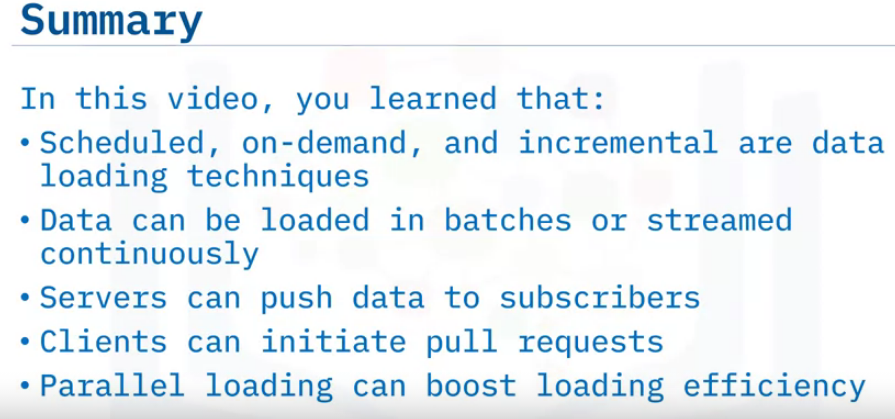 Summary
In this video, you learned that:
• Scheduled, on-demand, and incremental are data
loading techniques
• Data can be loaded in batches or streamed
continuously
• Servers can push data to subscribers
• Clients can initiate pull requests
• Parallel loading can boost loading efficiency